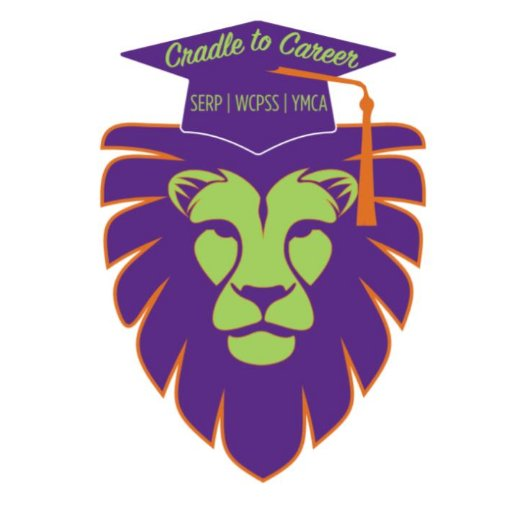 Cradle to Career
SERP | WCPSS | YMCA